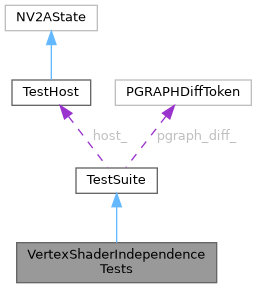 NV2AState
TestHost
PGRAPHDiffToken
host_
pgraph_diff_
TestSuite
VertexShaderIndependence
Tests